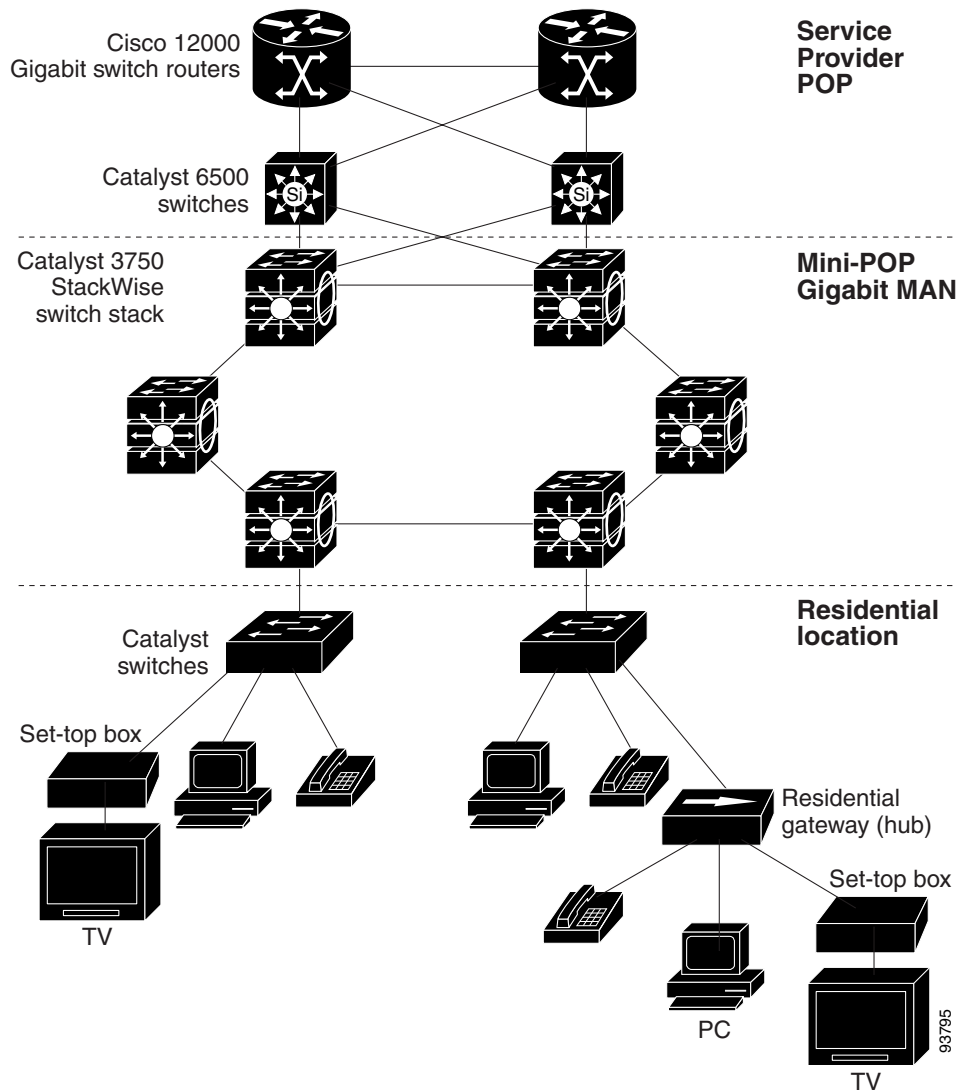 Cisco 12000
Gigabit switch routers
Service
Provider
POP
Catalyst 6500
switches
Si
Si
Catalyst 3750
StackWise
switch stack
Mini-POP
Gigabit MAN
Residential
location
Catalyst
switches
Set-top box
TV
Residential
gateway (hub)
Set-top box
PC
TV
93795